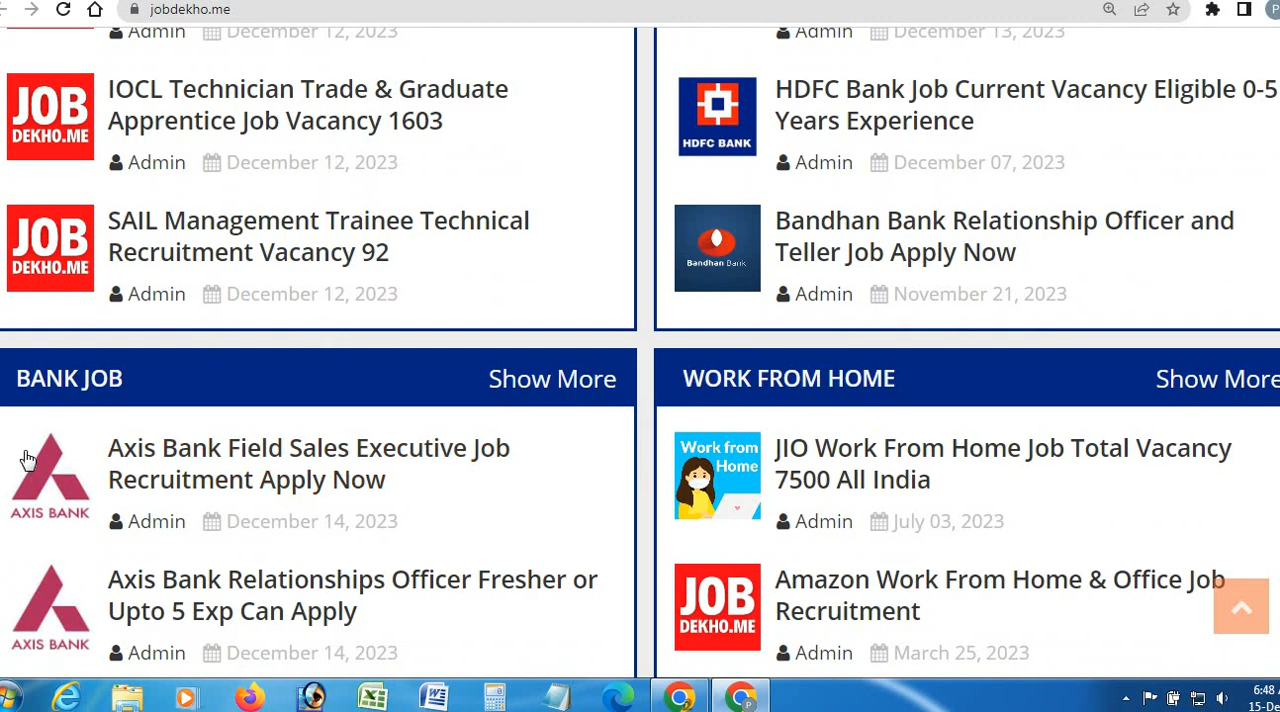 jobdekho.me
Admin December 12, 2023
JOB
DEKHO.ME
IOCL Technician Trade & Graduate
Apprentice Job Vacancy 1603
Admin December 12, 2023
JOB
DEKHO.ME
SAIL Management Trainee Technical
Recruitment Vacancy 92
Admin December 12, 2023
Admin December 13, 2023
HDFC BANK
HDFC Bank Job Current Vacancy Eligible 0-5
Years Experience
Admin December 07, 2023
Bandhan Bank
Bandhan Bank Relationship Officer and
Teller Job Apply Now
Admin November 21, 2023
BANK JOB Show More
AXIS BANK
Axis Bank Field Sales Executive Job
Recruitment Apply Now
Admin December 14, 2023
AXIS BANK
Axis Bank Relationships Officer Fresher or
Upto 5 Exp Can Apply
Admin December 14, 2023
WORK FROM HOME Show More
Work from
Home
JIO Work From Home Job Total Vacancy
7500 All India
Admin July 03, 2023
JOB
DEKHO.ME
Amazon Work From Home & Office Job
Recruitment
Admin March 25, 2023
P
6:48
15-De